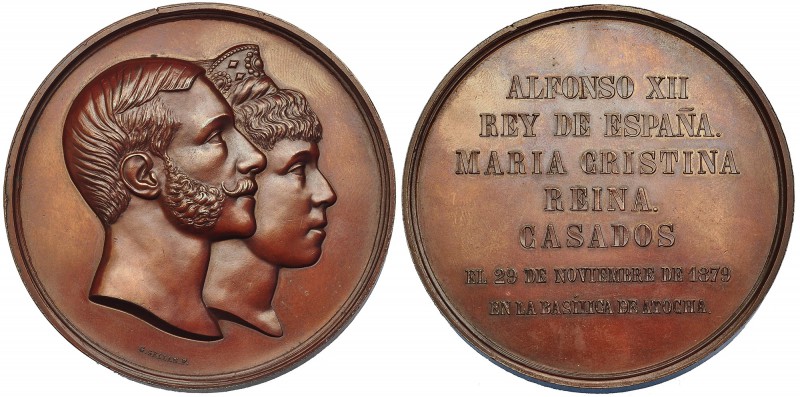 ALFONSO XII
REY DE ESPAÑA.
MARIA CRISTINA
REINA.
CASADOS
EL 29 DE NOVIEMBRE DE 1879
EN LA BASÍLICA DE ATOCHA